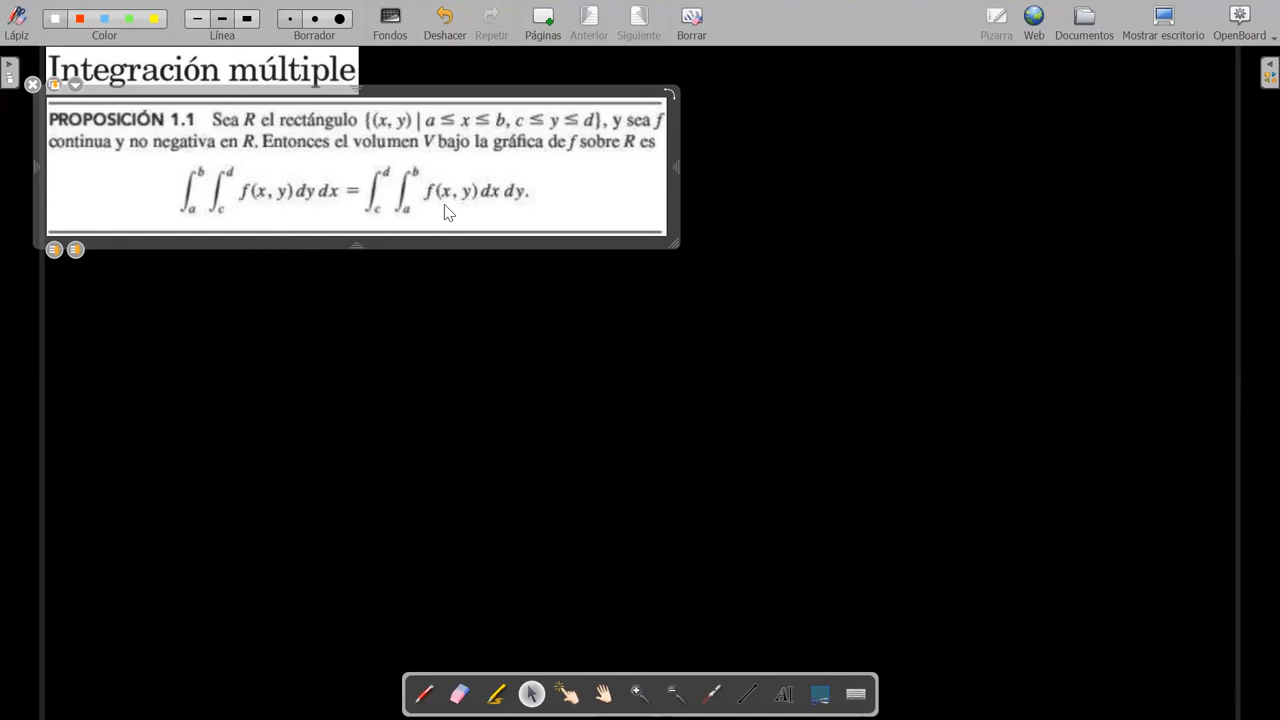 Lápiz
Color
Línea
Borrador
Fondos
Deshacer
Repetir
Páginas
Anterior
Siguiente
Borrar
Pizarra
Web
Documentos
Mostrar escritorio
OpenBoard
Integración múltiple
PROPOSICIÓN 1.1 Sea R el rectángulo {(x, y) | a ≤ x ≤ b, c ≤ y ≤ d}, y sea f
continua y no negativa en R. Entonces el volumen V bajo la gráfica de f sobre R es
∫_a^b ∫_c^d f(x, y) dy dx = ∫_c^d ∫_a^b f(x, y) dx dy.
AI